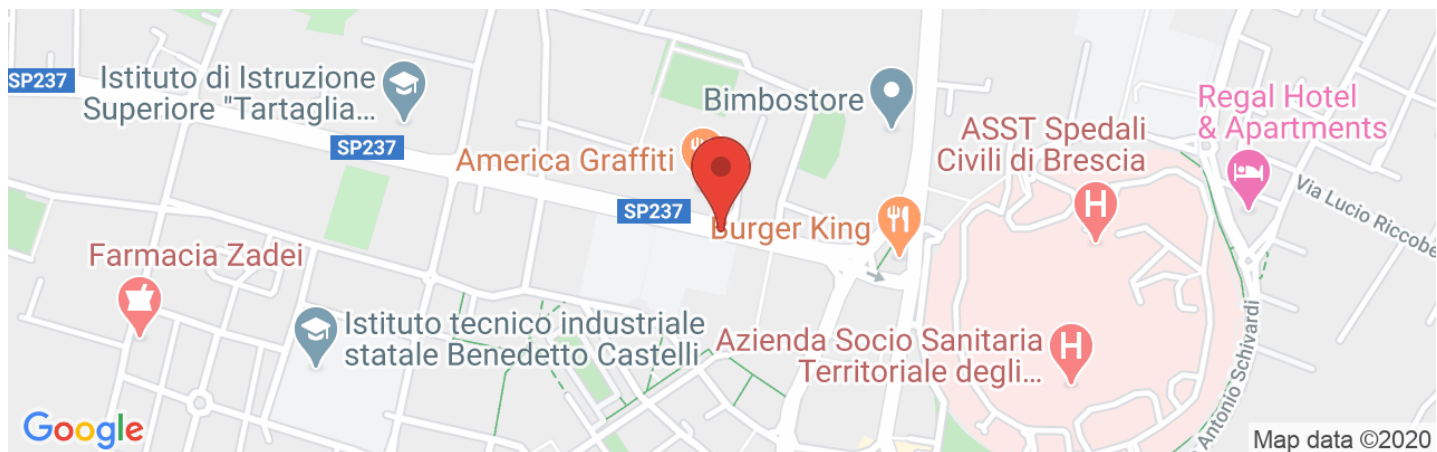 SP237
Istituto di Istruzione
Superiore "Tartaglia...
SP237
America Graffiti
SP237
Bimbostore
Burger King
ASST Spedali
Civili di Brescia
Regal Hotel
& Apartments
Via Lucio Riccobe
Farmacia Zadei
Istituto tecnico industriale
statale Benedetto Castelli
Azienda Socio Sanitaria
Territoriale degli...
Antonio Schivardi
H
H
Google
Map data ©2020